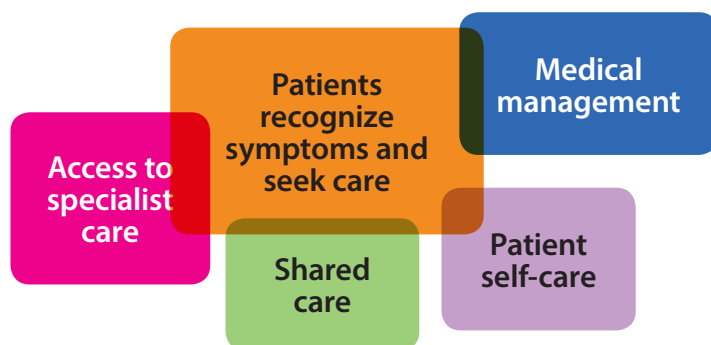 Patients
recognize
symptoms and
seek care
Medical
management
Access to
specialist
care
Shared
care
Patient
self-care